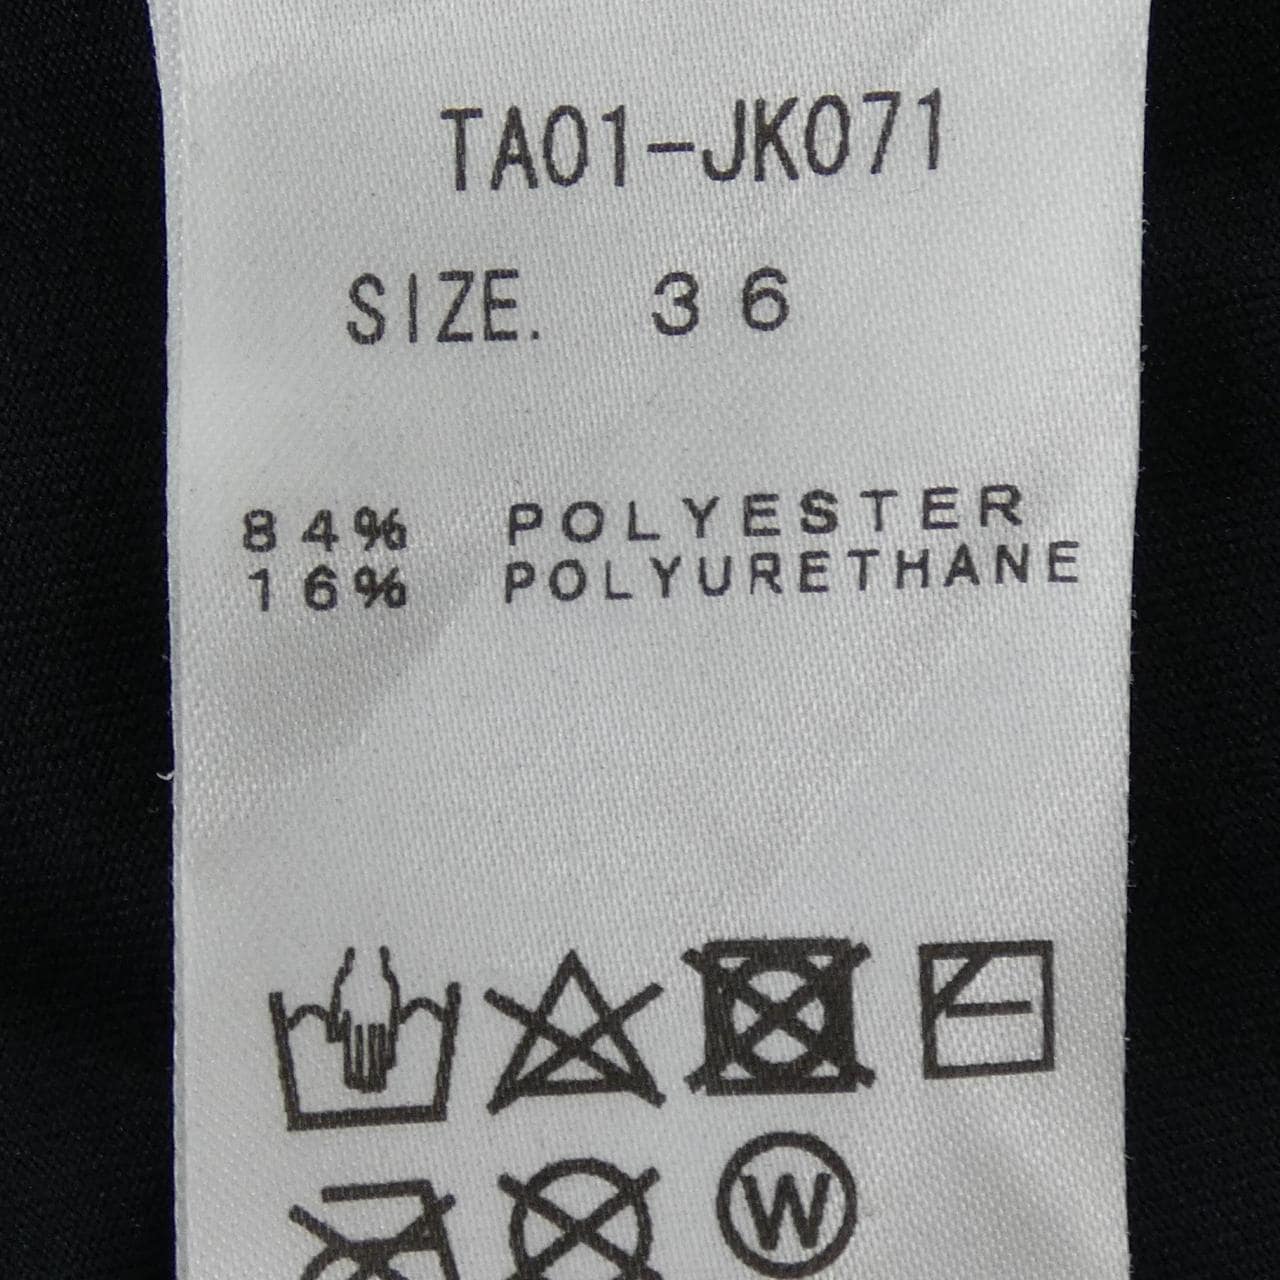 TA01-JK071
SIZE. 36
84% POLYESTER
16% POLYURETHANE
W